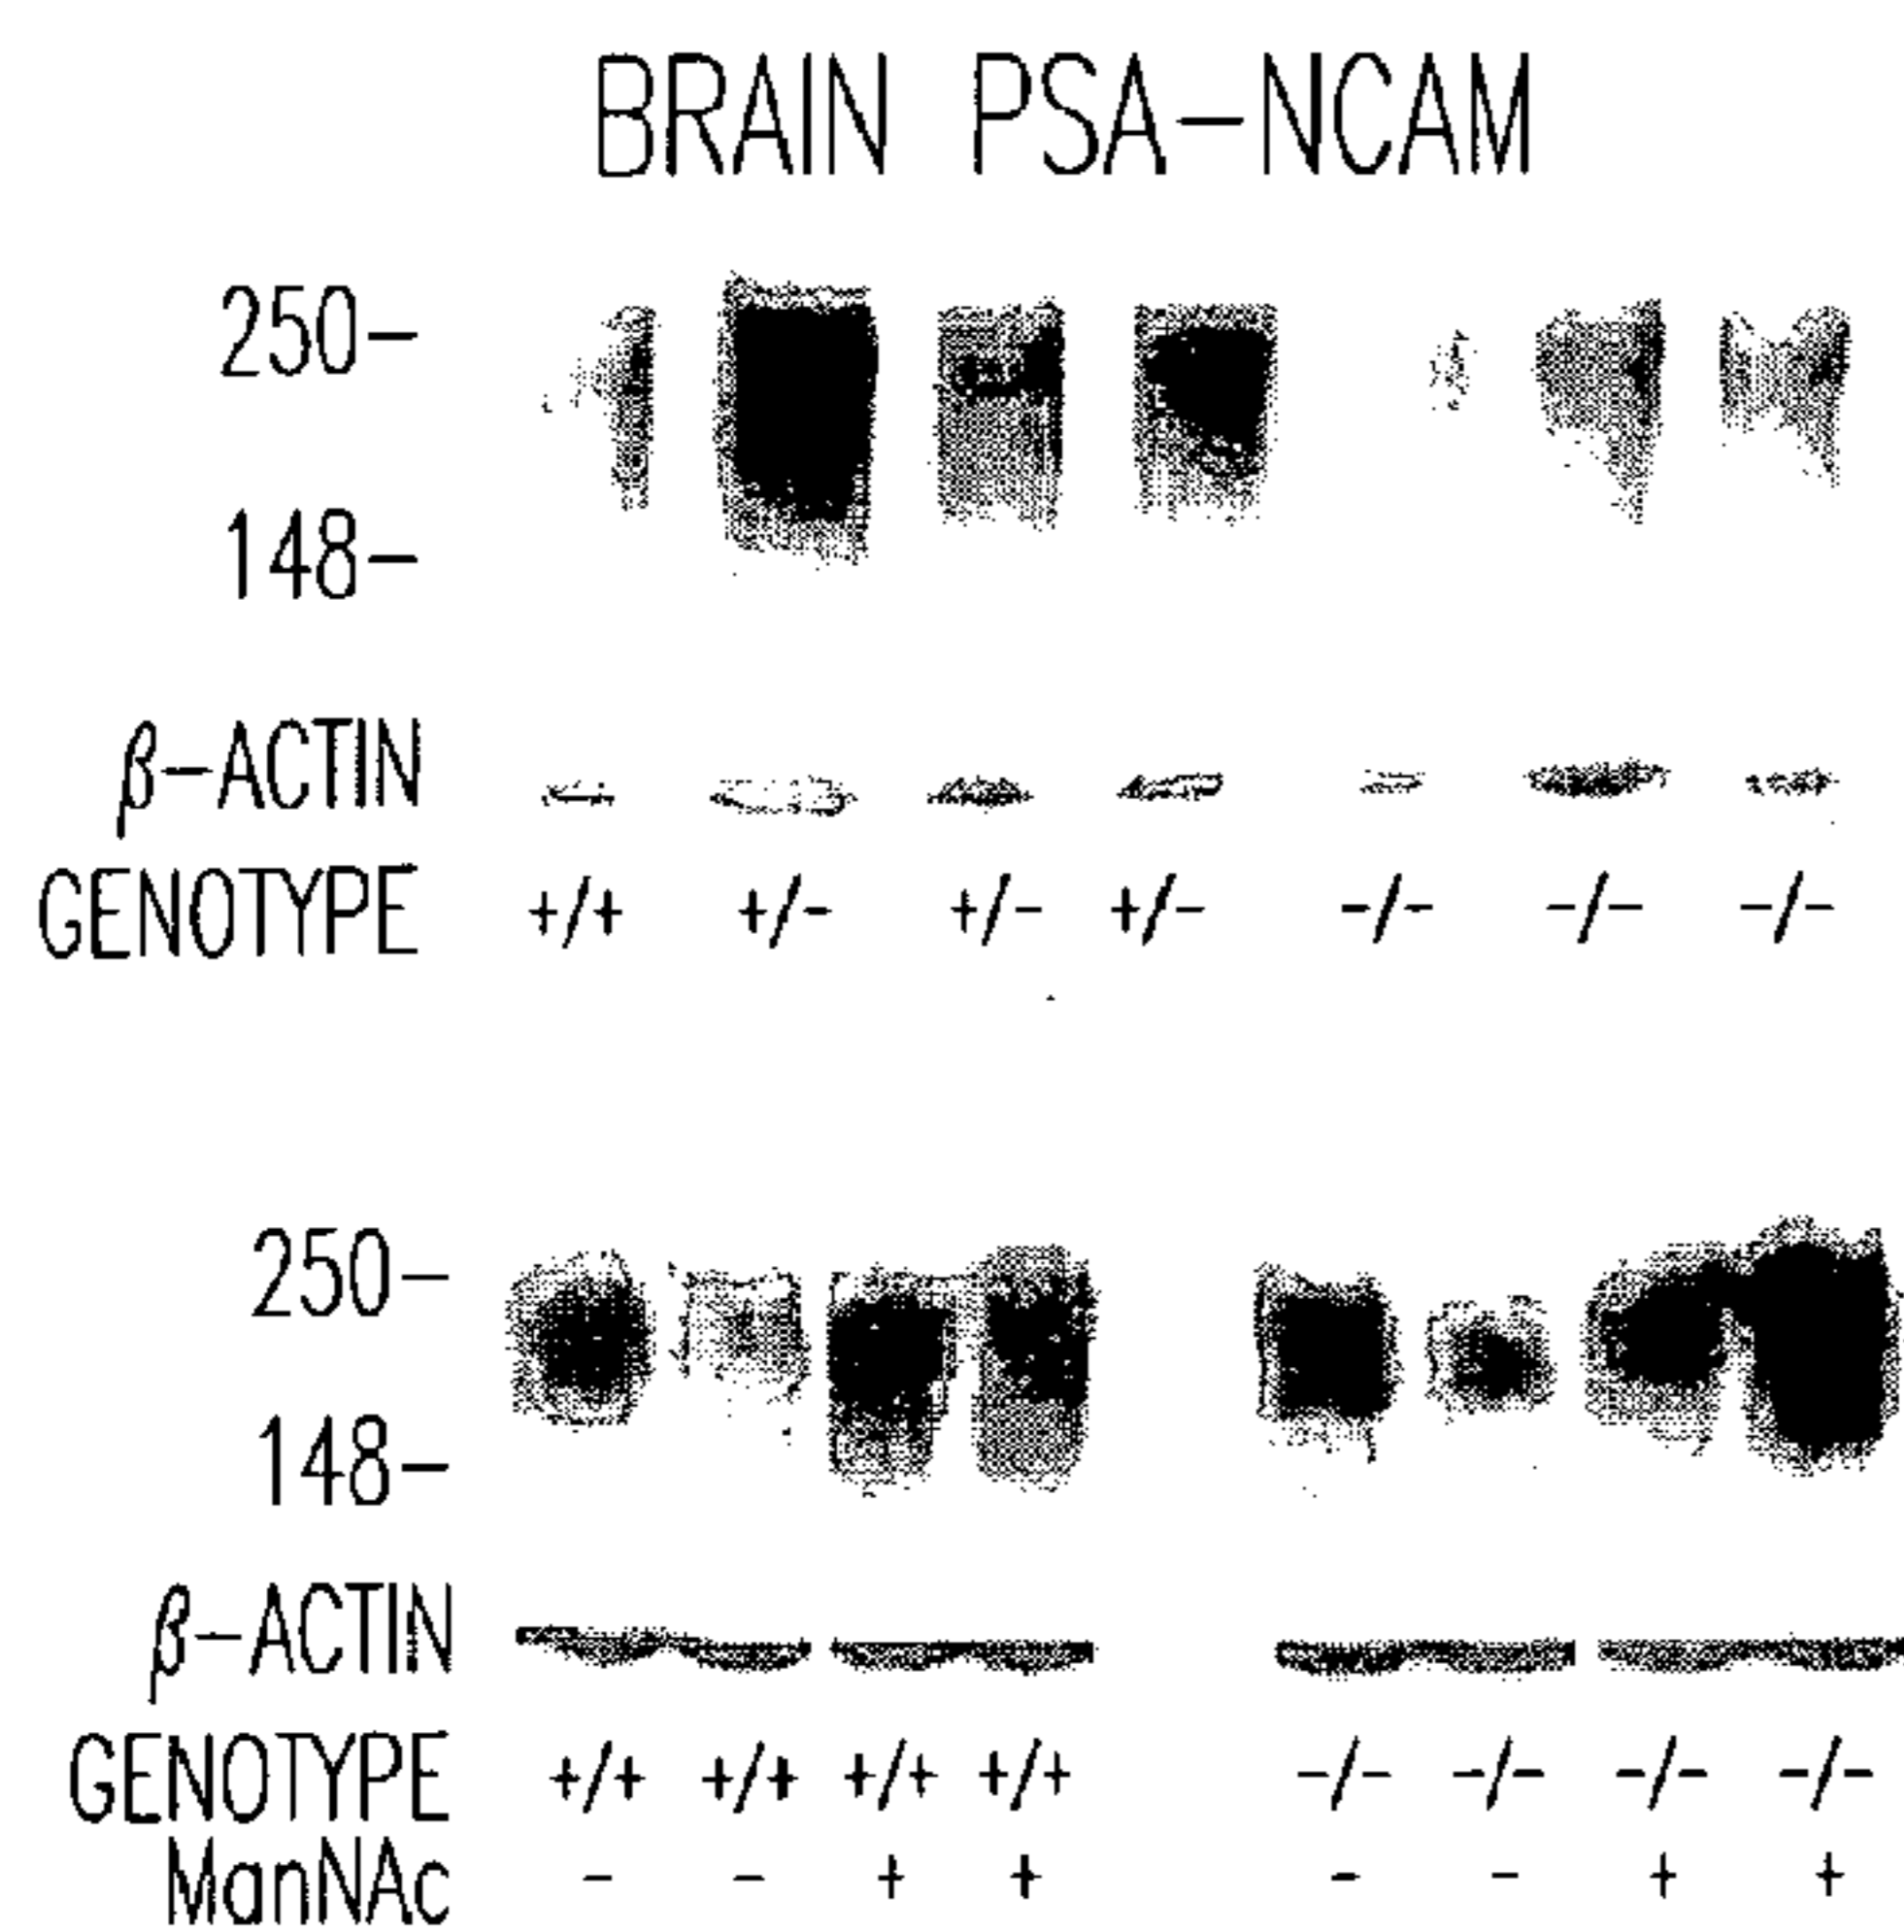 BRAIN PSA-NCAM
250-
148-
β-ACTIN
GENOTYPE +/+ +/- +/- +/- -/- -/- -/-
250-
148-
β-ACTIN
GENOTYPE +/+ +/+ +/+ +/+ -/- -/- -/- -/-
ManNAc - - + + - - + +